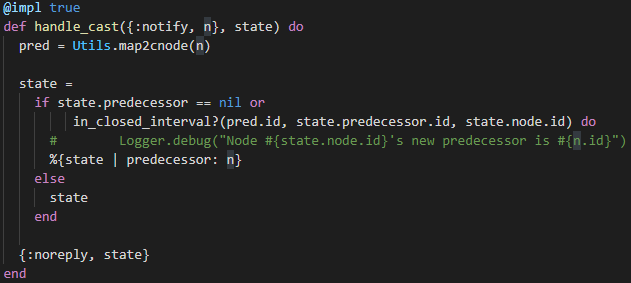 @impl true
def handle_cast({:notify, n}, state) do
  pred = Utils.map2cnode(n)

  state =
    if state.predecessor == nil or
         in_closed_interval?(pred.id, state.predecessor.id, state.node.id) do
      #       Logger.debug("Node #{state.node.id}'s new predecessor is #{n.id}")
      %{state | predecessor: n}
    else
      state
    end

  {:noreply, state}
end